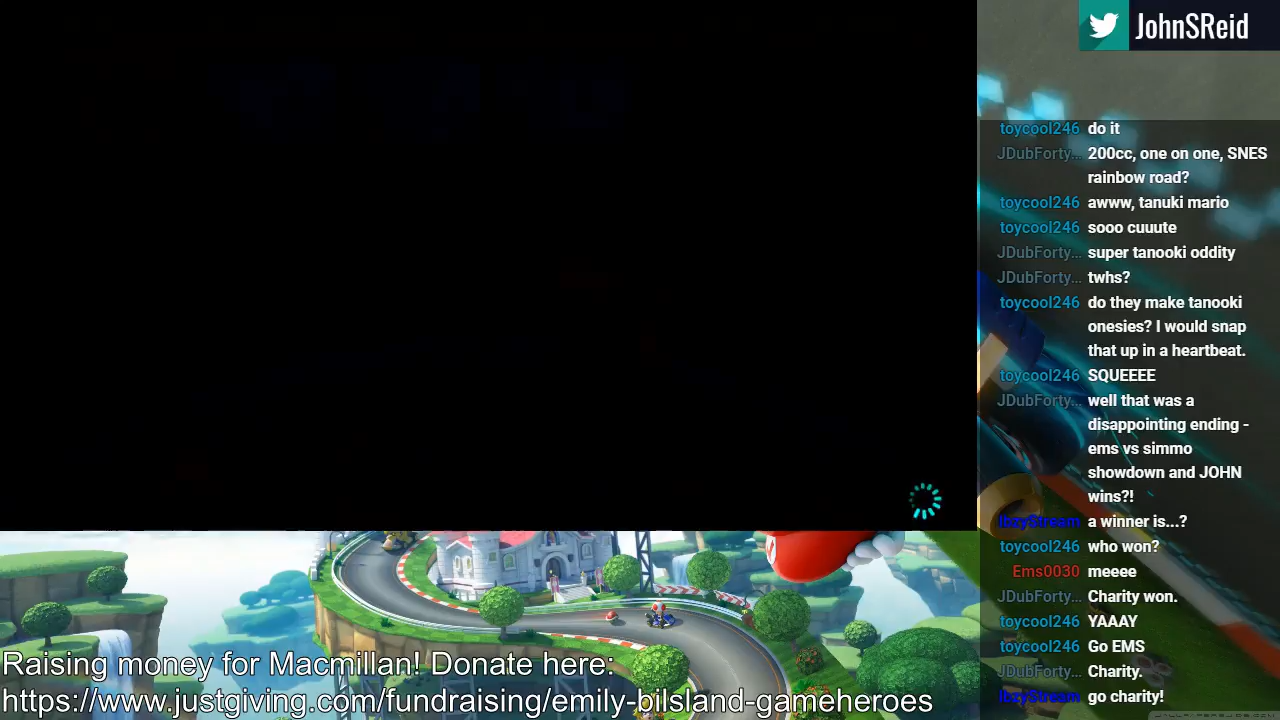 JohnSReid
toycool246 do it
JDubForty... 200cc, one on one, SNES
rainbow road?
toycool246 awww, tanuki mario
toycool246 sooo cuuute
JDubForty... super tanooki oddity
JDubForty... twhs?
toycool246 do they make tanooki
onesies? I would snap
that up in a heartbeat.
toycool246 SQUEEEE
JDubForty... well that was a
disappointing ending -
ems vs simmo
showdown and JOHN
wins?!
IbzyStream a winner is...?
toycool246 who won?
Ems0030 meeee
JDubForty... Charity won.
toycool246 YAAAY
toycool246 Go EMS
JDubForty... Charity.
IbzyStream go charity!
Raising money for Macmillan! Donate here:
https://www.justgiving.com/fundraising/emily-bilsland-gameheroes